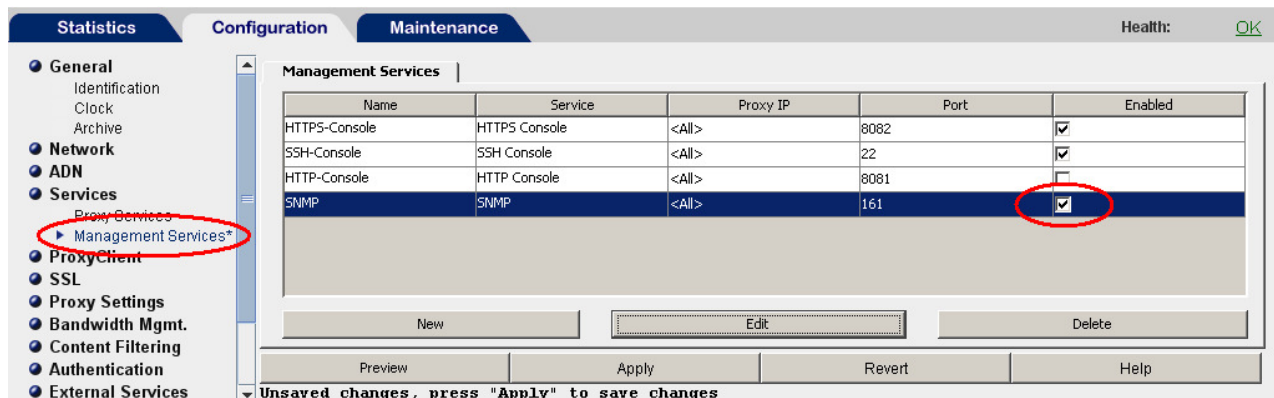 Statistics Configuration Maintenance Health: OK
General
Identification
Clock
Archive
Network
ADN
Services
Proxy Services
Management Services*
ProxyClient
SSL
Proxy Settings
Bandwidth Mgmt.
Content Filtering
Authentication
External Services
Management Services
Name Service Proxy IP Port Enabled
HTTPS-Console HTTPS Console <All> 8082
SSH-Console SSH Console <All> 22
HTTP-Console HTTP Console <All> 8081
SNMP SNMP <All> 161
New Edit Delete
Preview Apply Revert Help
Unsaved changes, press "Apply" to save changes